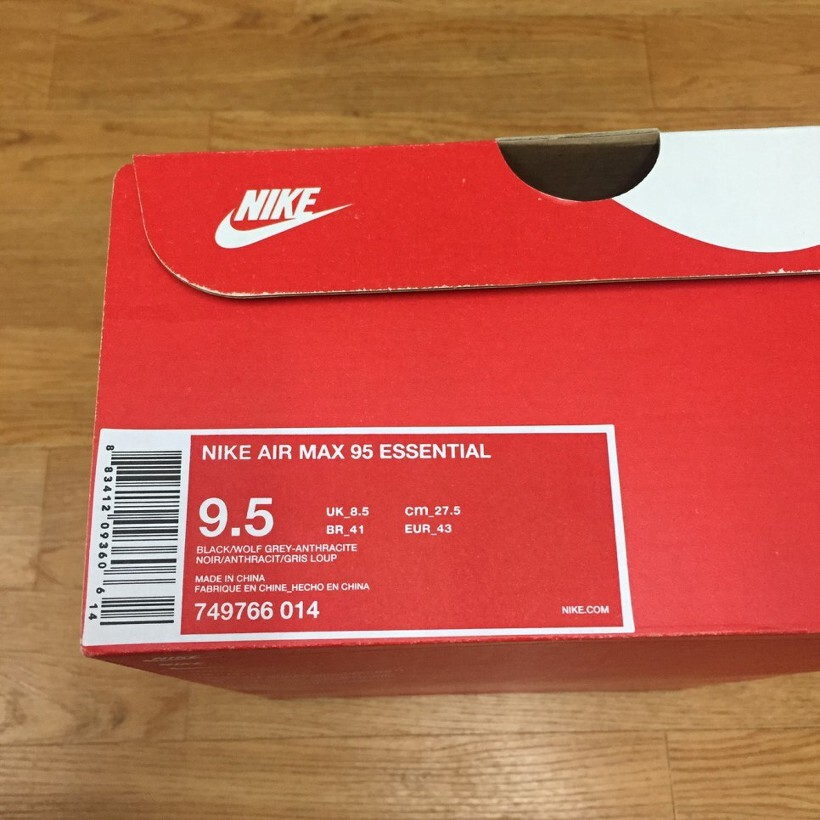 NIKE
NIKE AIR MAX 95 ESSENTIAL
9.5
UK_8.5 cm_27.5
BR_41 EUR_43
BLACK/WOLF GREY-ANTHRACITE
NOIR/ANTHRACIT/GRIS LOUP
MADE IN CHINA
FABRIQUE EN CHINE_HECHO EN CHINA
749766 014
NIKE.COM
8 83412 09360 6 14